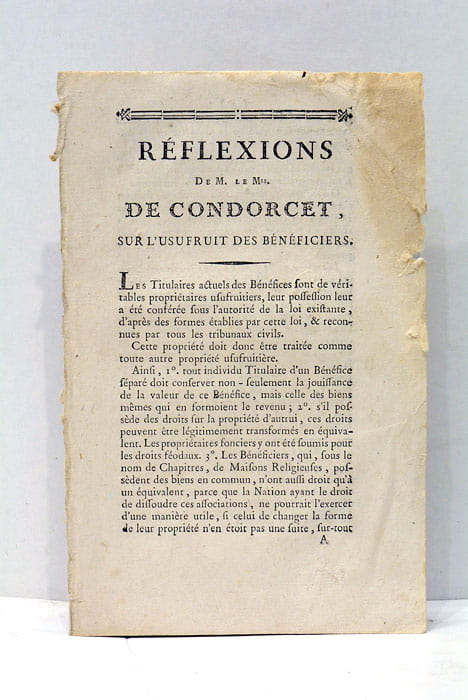 RÉFLEXIONS
DE M. LE Mis.
DE CONDORCET,
SUR L'USUFRUIT DES BÉNÉFICIERS.
LES Titulaires actuels des Bénéfices ſont de véri-
tables propriétaires uſufruitiers, leur poſſeſſion leur
a été conférée ſous l'autorité de la loi exiſtante,
d'après des formes établies par cette loi, & recon-
nues par tous les tribunaux civils.
Cette propriété doit donc être traitée comme
toute autre propriété uſufruitière.
Ainſi, 1°. tout individu Titulaire d'un Bénéfice
ſéparé doit conſerver non-ſeulement la jouiſſance
de la valeur de ce Bénéfice, mais celle des biens
mêmes qui en formoient le revenu; 2°. s'il poſ-
sède des droits ſur la propriété d'autrui, ces droits
peuvent être légitimement transformés en équiva-
lent. Les propriétaires fonciers y ont été ſoumis pour
les droits féodaux. 3°. Les Bénéficiers, qui, ſous le
nom de Chapitres, de Maiſons Religieuſes, poſ-
sèdent des biens en commun, n'ont auſſi droit qu'à
un équivalent, parce que la Nation ayant le droit
de diſſoudre ces aſſociations, ne pourrait l'exercer
d'une manière utile, ſi celui de changer la forme
de leur propriété n'en étoit pas une ſuite, ſur-tout
A